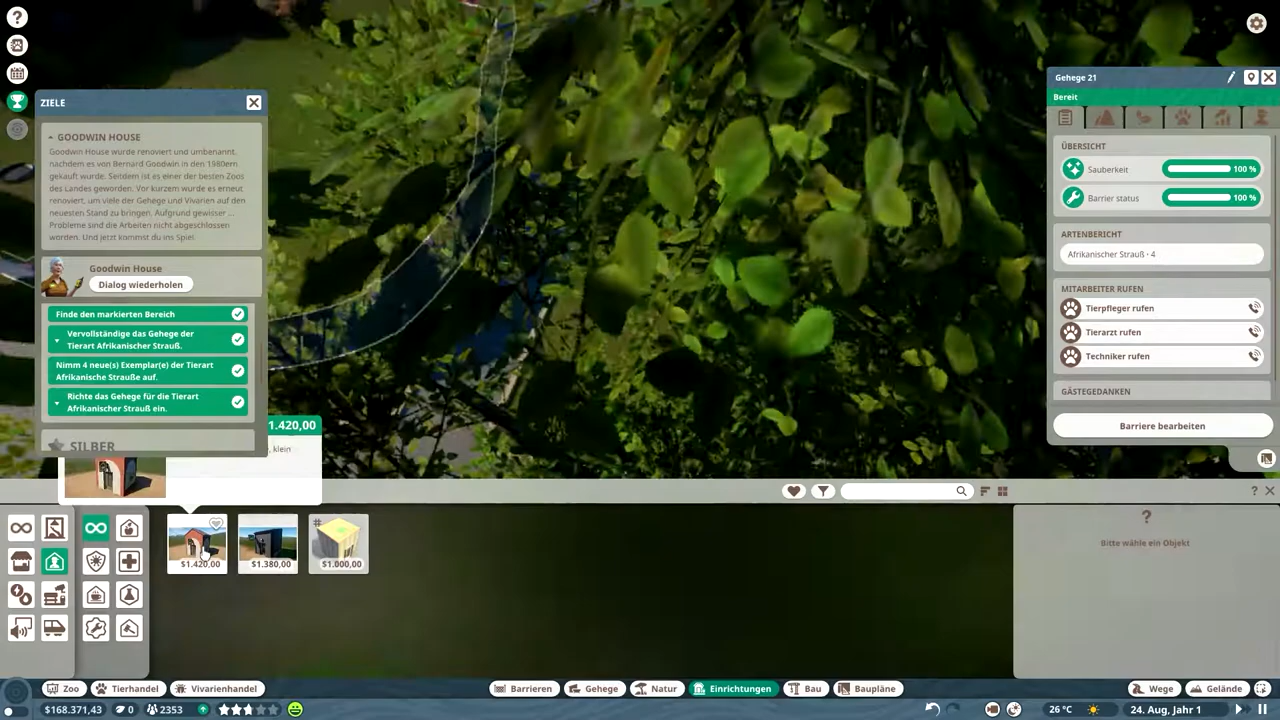 ZIELE
GOODWIN HOUSE
Goodwin House wurde renoviert und umbenannt,
nachdem es von Bernard Goodwin in den 1980ern
gekauft wurde. Seitdem ist es einer der besten Zoos
des Landes geworden. Vor kurzem wurde es erneut
renoviert, um viele der Gehege und Vivarien auf den
neuesten Stand zu bringen. Aufgrund gewisser ...
Probleme sind die Arbeiten nicht abgeschlossen
worden. Und jetzt kommst du ins Spiel.
Goodwin House
Dialog wiederholen
Finde den markierten Bereich
Vervollständige das Gehege der
Tierart Afrikanischer Strauß.
Nimm 4 neue(s) Exemplar(e) der Tierart
Afrikanische Strauße auf.
Richte das Gehege für die Tierart
Afrikanischer Strauß ein.
SILBER
1.420,00
, klein
Gehege 21
Bereit
ÜBERSICHT
Sauberkeit
100 %
Barrier status
100 %
ARTENBERICHT
Afrikanischer Strauß · 4
MITARBEITER RUFEN
Tierpfleger rufen
Tierarzt rufen
Techniker rufen
GÄSTEGEDANKEN
Barriere bearbeiten
$1.420,00
$1.380,00
$1.000,00
Bitte wähle ein Objekt
Zoo
Tierhandel
Vivarienhandel
Barrieren
Gehege
Natur
Einrichtungen
Bau
Baupläne
Wege
Gelände
$168.371,43
0
2353
26 °C
24. Aug, Jahr 1